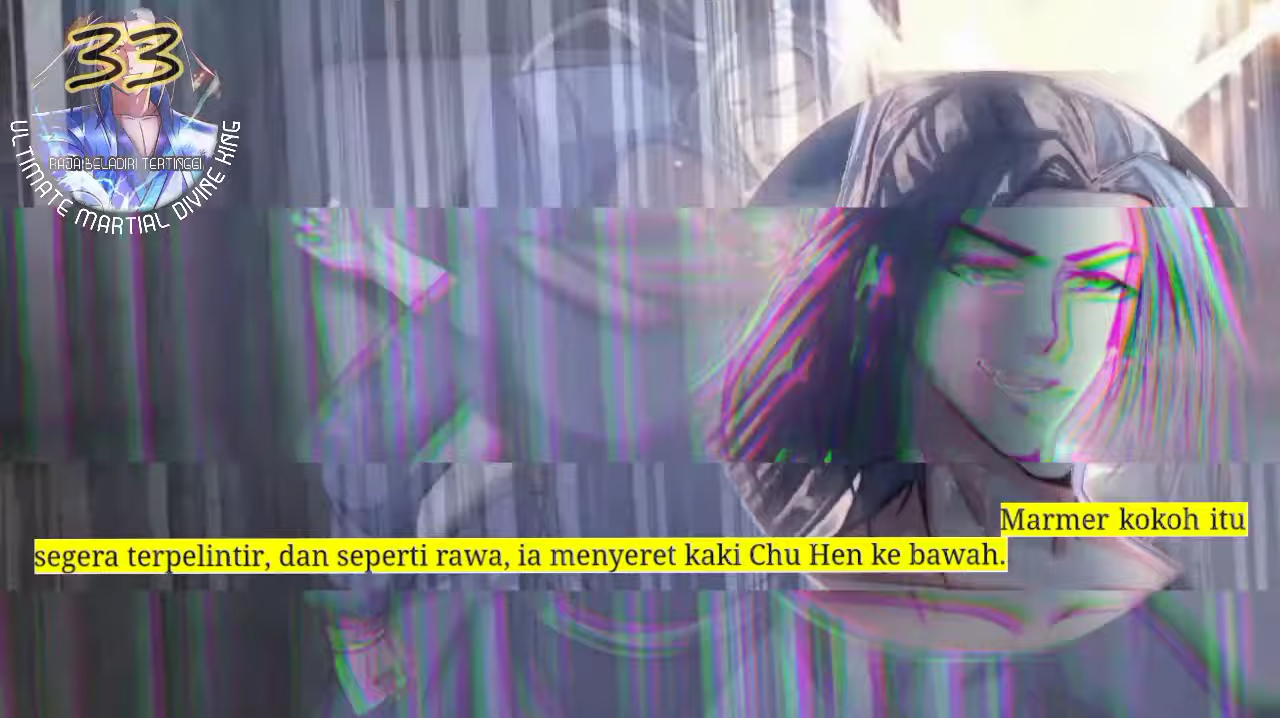 33
RAJA BELADIRI TERTINGGI
ULTIMATE MARTIAL DIVINE KING
Marmer kokoh itu
segera terpelintir, dan seperti rawa, ia menyeret kaki Chu Hen ke bawah.